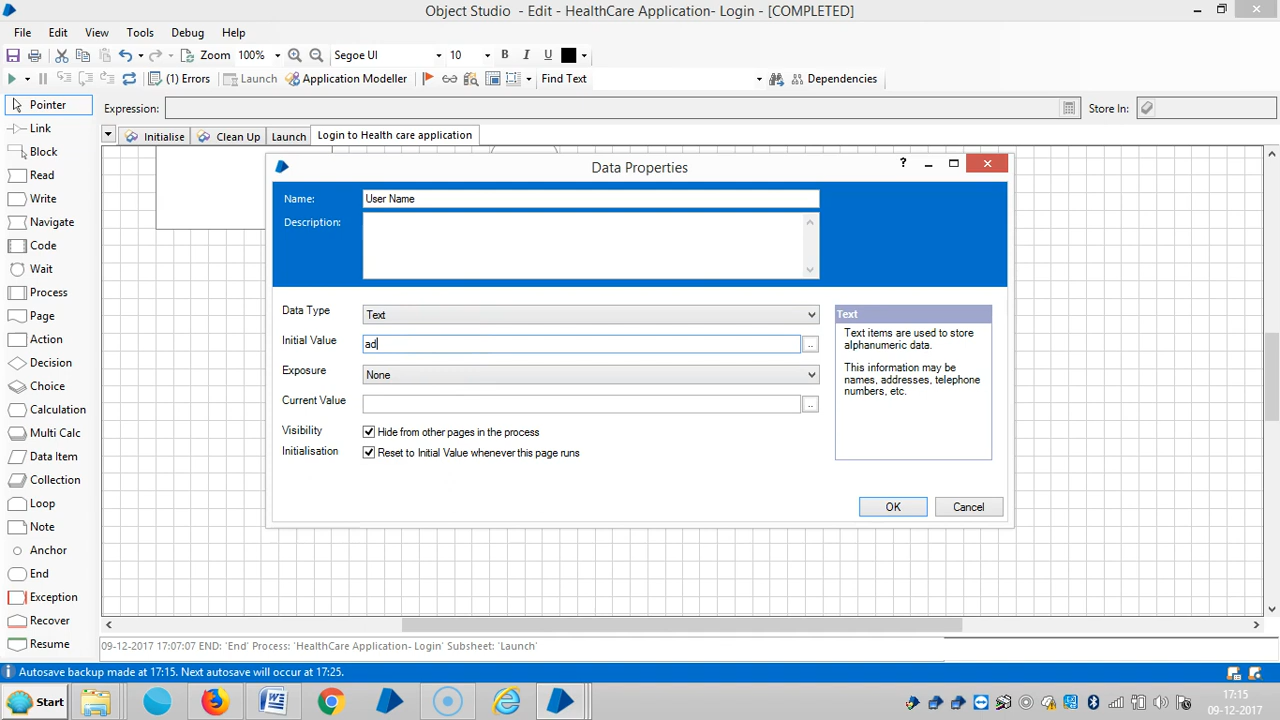 Object Studio - Edit - HealthCare Application- Login - [COMPLETED]
File Edit View Tools Debug Help
Zoom 100% Segoe UI 10 B I U
(1) Errors Launch Application Modeller Find Text Dependencies
Pointer Expression: Store In:
Link
Initialise Clean Up Launch Login to Health care application
Block
Read
Write
Navigate
Code
Wait
Process
Page
Action
Decision
Choice
Calculation
Multi Calc
Data Item
Collection
Loop
Note
Anchor
End
Exception
Recover
Resume
Data Properties
Name: User Name
Description:
Data Type Text
Initial Value ad
Exposure None
Current Value
Visibility Hide from other pages in the process
Initialisation Reset to Initial Value whenever this page runs
Text
Text items are used to store
alphanumeric data.
This information may be
names, addresses, telephone
numbers, etc.
OK Cancel
09-12-2017 17:07:07 END: 'End' Process: 'HealthCare Application- Login' Subsheet: 'Launch'
Autosave backup made at 17:15. Next autosave will occur at 17:25.
Start
17:15
09-12-2017